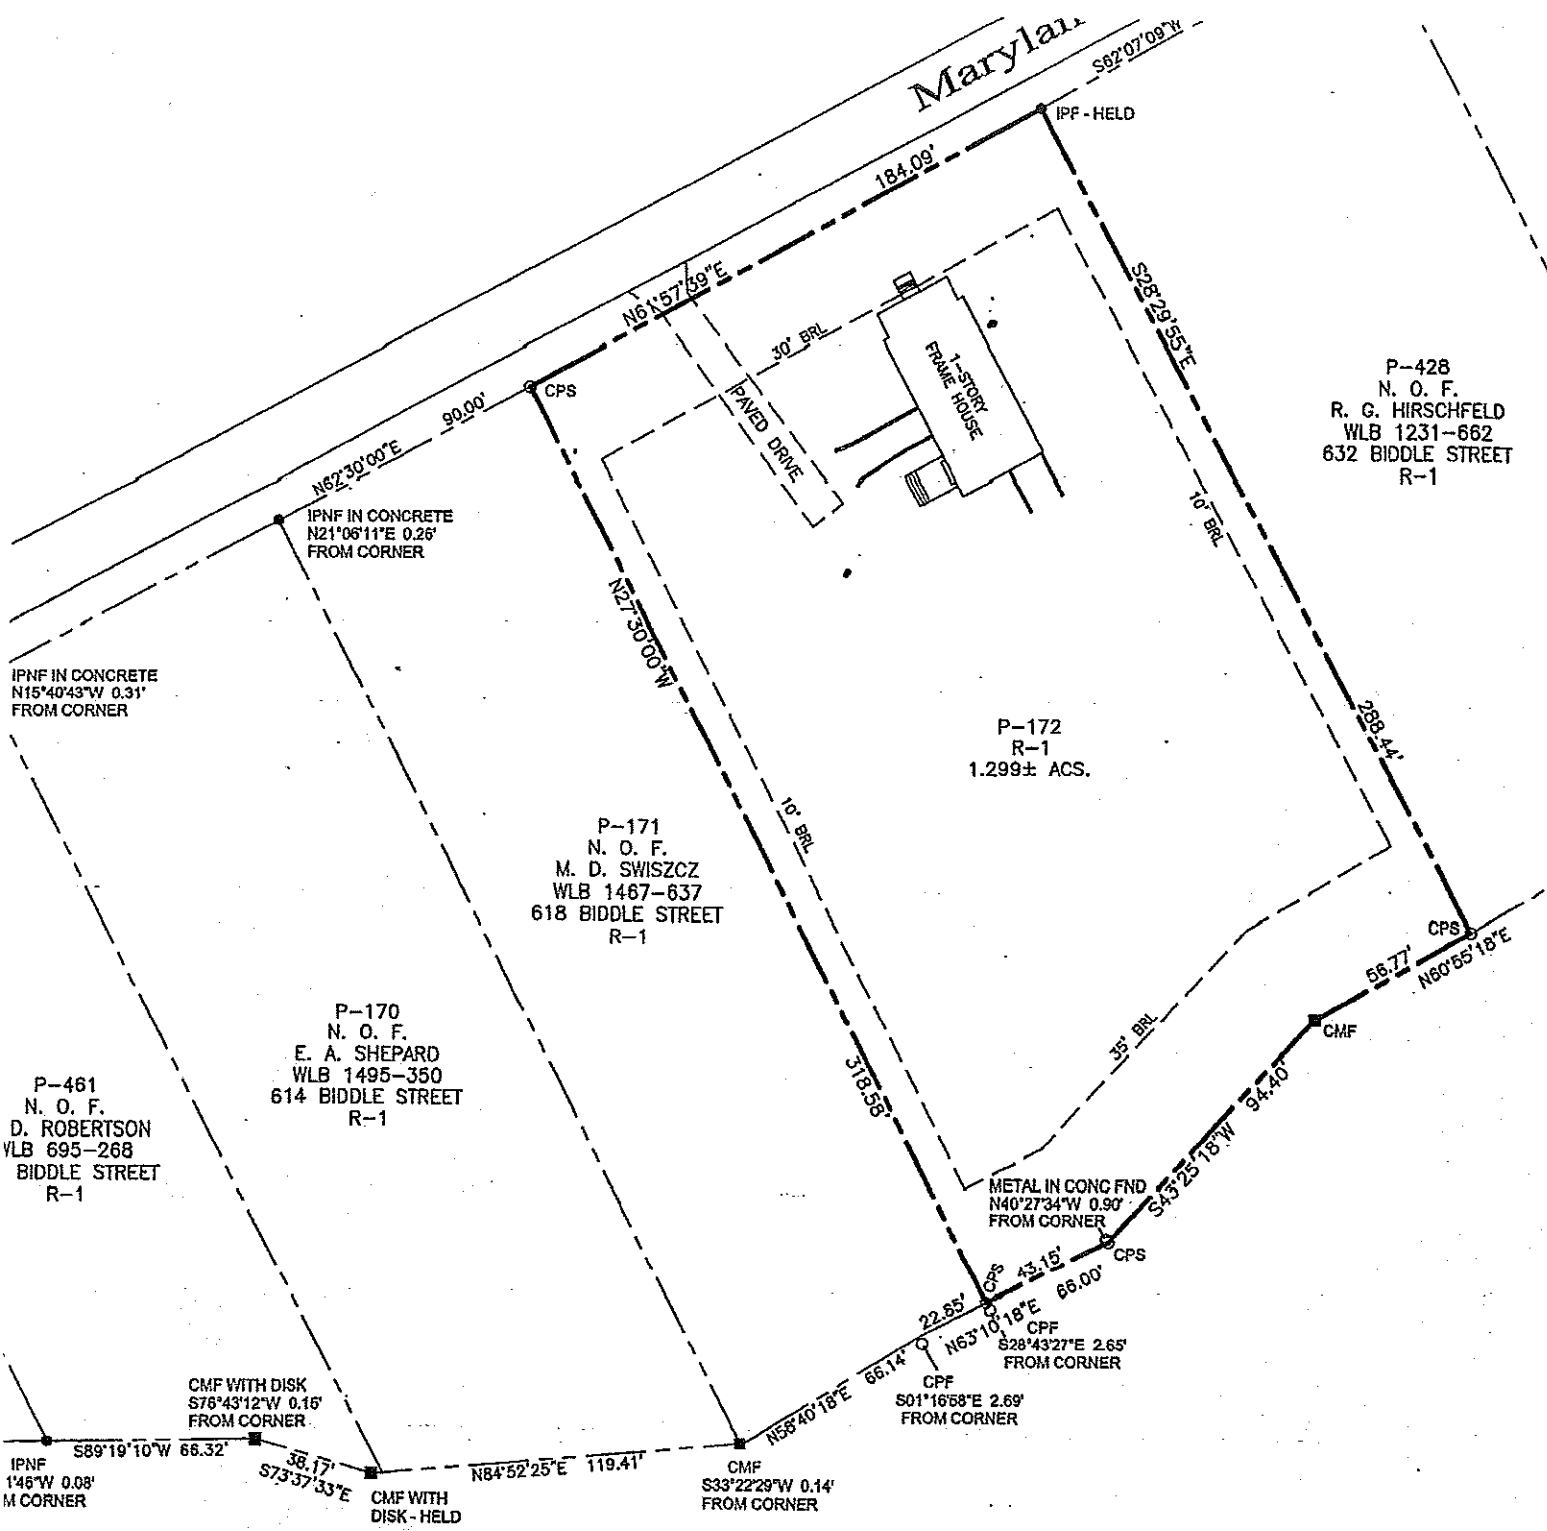 Marylan
S62°07'09"W
IPF - HELD
184.09'
N61°57'39"E
30' BRL
1-STORY
FRAME HOUSE
PAVED DRIVE
S28°29'55"E
288.44'
10' BRL
P-428
N. O. F.
R. G. HIRSCHFELD
WLB 1231-662
632 BIDDLE STREET
R-1
CPS
90.00'
N62°30'00"E
IPNF IN CONCRETE
N21°06'11"E 0.26'
FROM CORNER
N27°30'00"W
318.58'
IPNF IN CONCRETE
N15°40'43"W 0.31'
FROM CORNER
P-172
R-1
1.299± ACS.
10' BRL
P-171
N. O. F.
M. D. SWISZCZ
WLB 1467-637
618 BIDDLE STREET
R-1
CPS
56.77'
N60°55'18"E
CMF
35' BRL
94.40'
S43°25'18"W
P-170
N. O. F.
E. A. SHEPARD
WLB 1495-350
614 BIDDLE STREET
R-1
P-461
N. O. F.
D. ROBERTSON
WLB 695-268
BIDDLE STREET
R-1
METAL IN CONC FND
N40°27'34"W 0.90'
FROM CORNER
CPS
43.15'
66.00'
CPS
22.85'
N63°10'18"E
CPF
S28°43'27"E 2.65'
FROM CORNER
66.14'
N58°40'18"E
CPF
S01°16'58"E 2.69'
FROM CORNER
CMF WITH DISK
S76°43'12"W 0.15'
FROM CORNER
S89°19'10"W 66.32'
38.17'
S73°37'33"E
N84°52'25"E 119.41'
CMF
S33°22'29"W 0.14'
FROM CORNER
IPNF
1'46"W 0.08'
M CORNER
CMF WITH
DISK - HELD